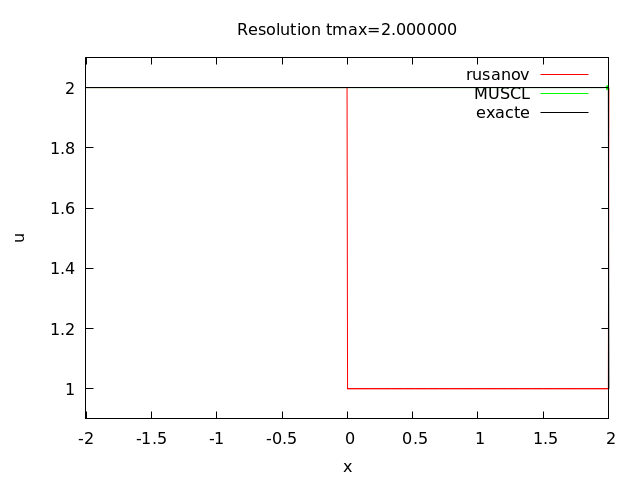 Resolution tmax=2.000000
rusanov
MUSCL
exacte
2
1.8
1.6
1.4
1.2
1
u
-2 -1.5 -1 -0.5 0 0.5 1 1.5 2
x